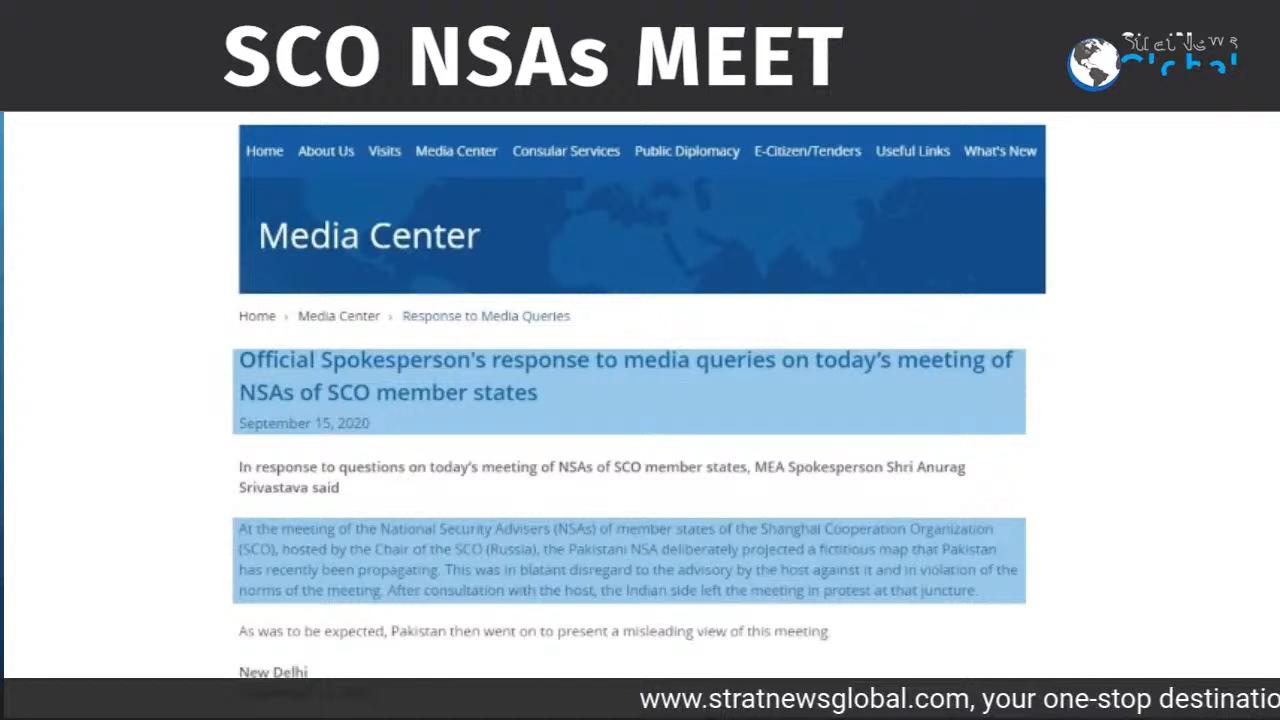 SCO NSAs MEET
StratNews
Global
Home About Us Visits Media Center Consular Services Public Diplomacy E-Citizen/Tenders Useful Links What's New
Media Center
Home › Media Center › Response to Media Queries
Official Spokesperson's response to media queries on today’s meeting of
NSAs of SCO member states
September 15, 2020
In response to questions on today’s meeting of NSAs of SCO member states, MEA Spokesperson Shri Anurag
Srivastava said
At the meeting of the National Security Advisers (NSAs) of member states of the Shanghai Cooperation Organization
(SCO), hosted by the Chair of the SCO (Russia), the Pakistani NSA deliberately projected a fictitious map that Pakistan
has recently been propagating. This was in blatant disregard to the advisory by the host against it and in violation of the
norms of the meeting. After consultation with the host, the Indian side left the meeting in protest at that juncture.
As was to be expected, Pakistan then went on to present a misleading view of this meeting.
New Delhi
www.stratnewsglobal.com, your one-stop destinatio